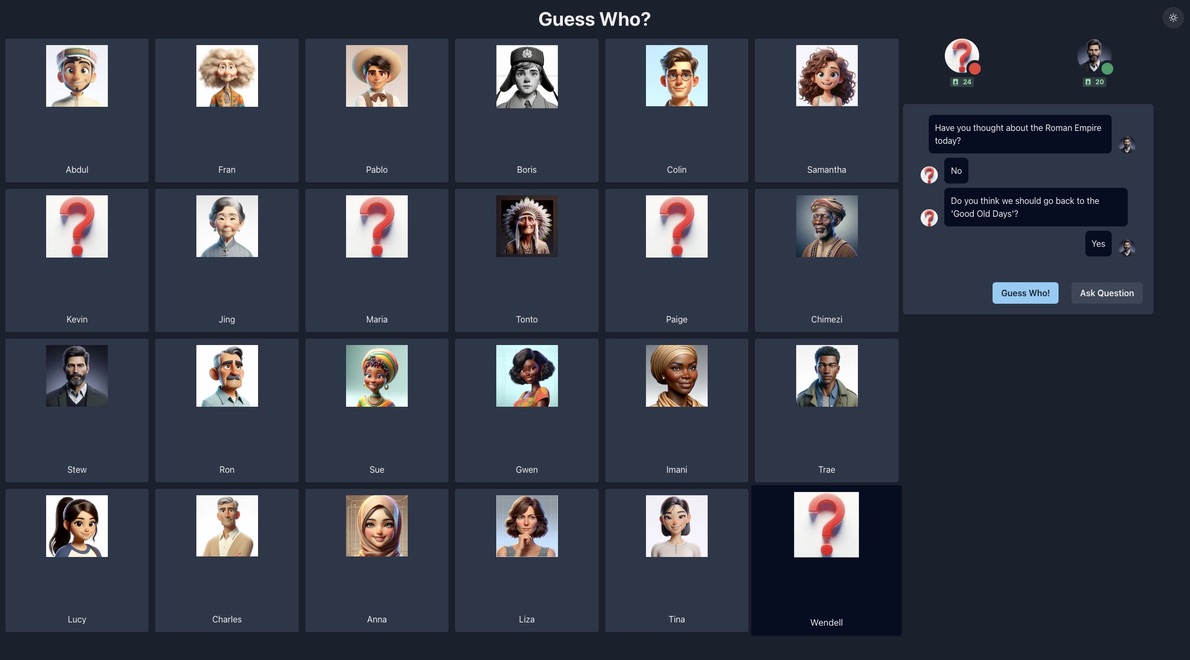 Guess Who?
Abdul
Fran
Pablo
Boris
Colin
Samantha
Kevin
Jing
Maria
Tonto
Paige
Chimezi
Stew
Ron
Sue
Gwen
Imani
Trae
Lucy
Charles
Anna
Liza
Tina
Wendell
24
20
Have you thought about the Roman Empire
today?
No
Do you think we should go back to the
'Good Old Days'?
Yes
Guess Who!
Ask Question